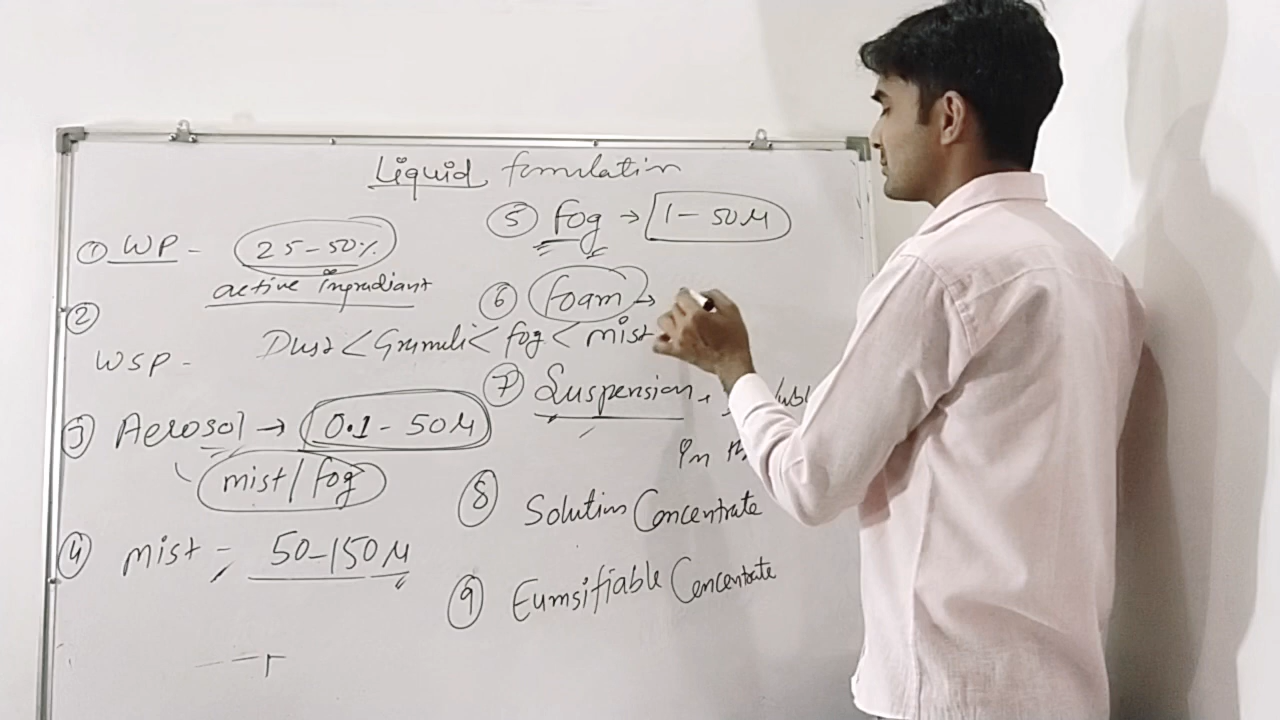 Liquid formulation
① WP - 25-50%
active ingrediant
②
WSP -
Dust < Granuli < fog < mist
③ Aerosol → 0.1 - 50 μ
mist / fog
④ mist = 50-150 μ
⑤ fog → 1 - 50 μ
⑥ foam →
⑦ Suspension
in
⑧ Solution Concentrate
⑨ Eumsifiable Concentrate